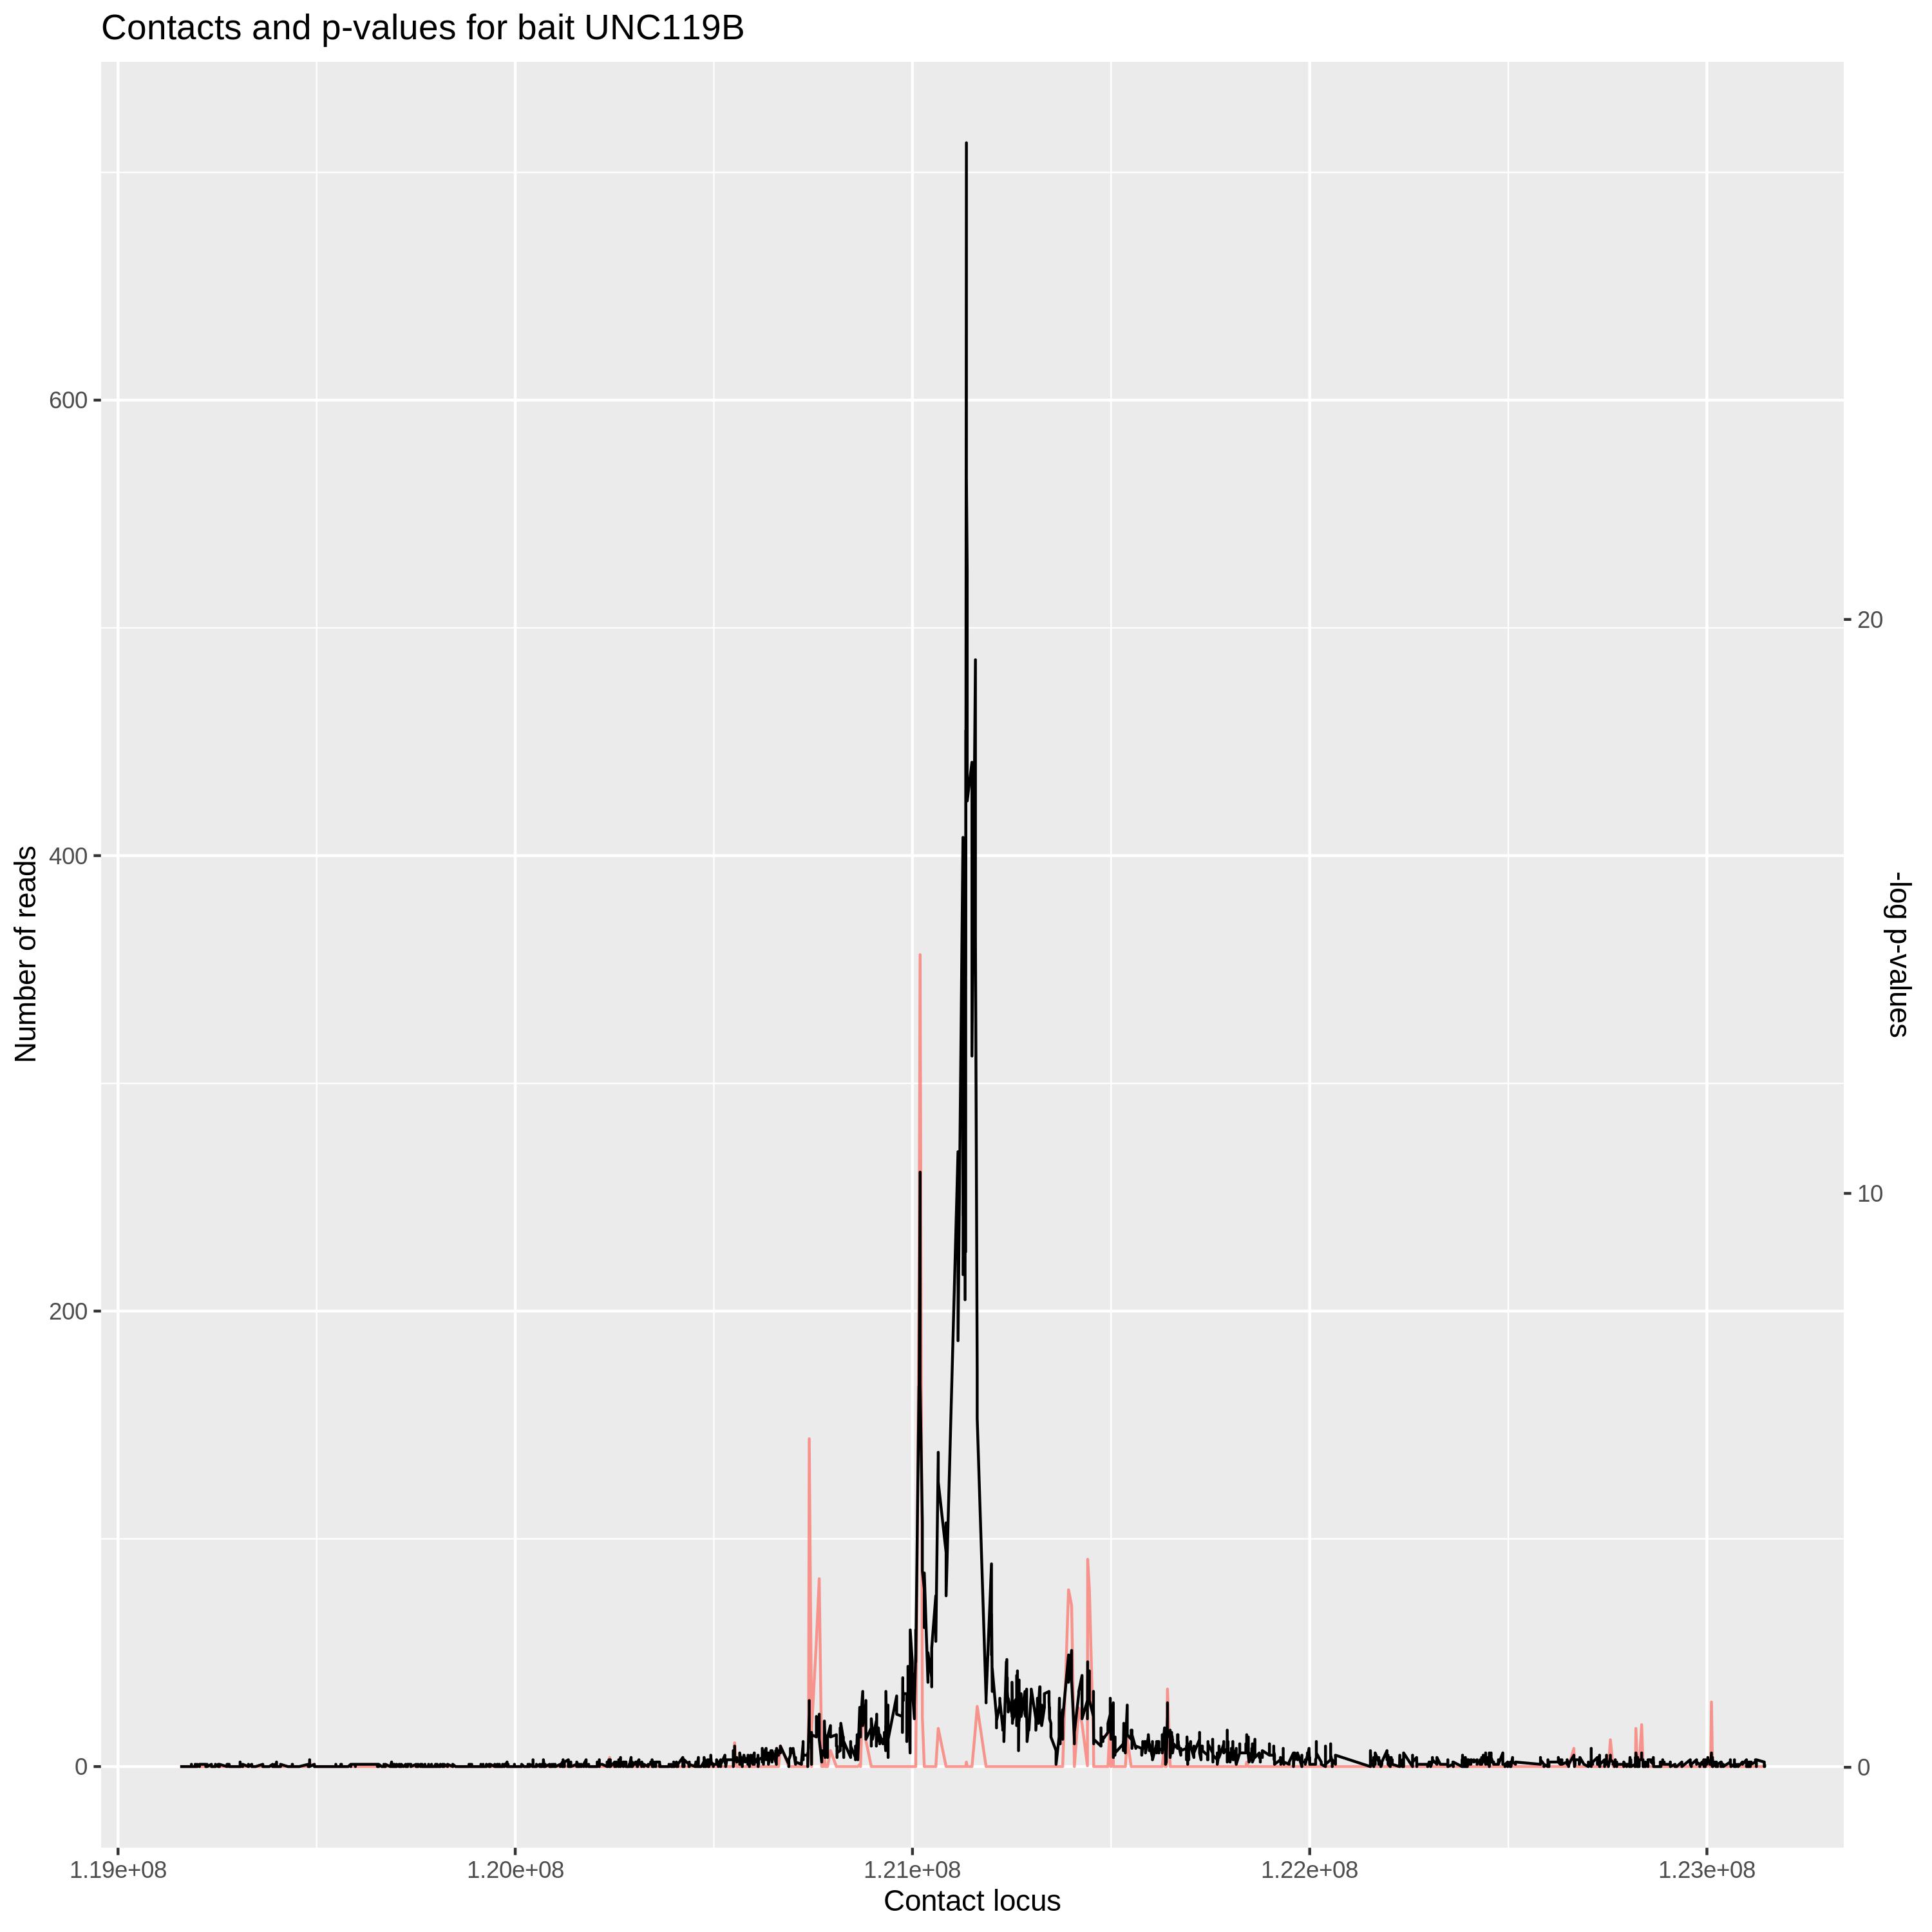 Contacts and p-values for bait UNC119B
Number of reads
600
400
200
0
20
10
0
-log p-values
1.19e+08
1.20e+08
1.21e+08
1.22e+08
1.23e+08
Contact locus